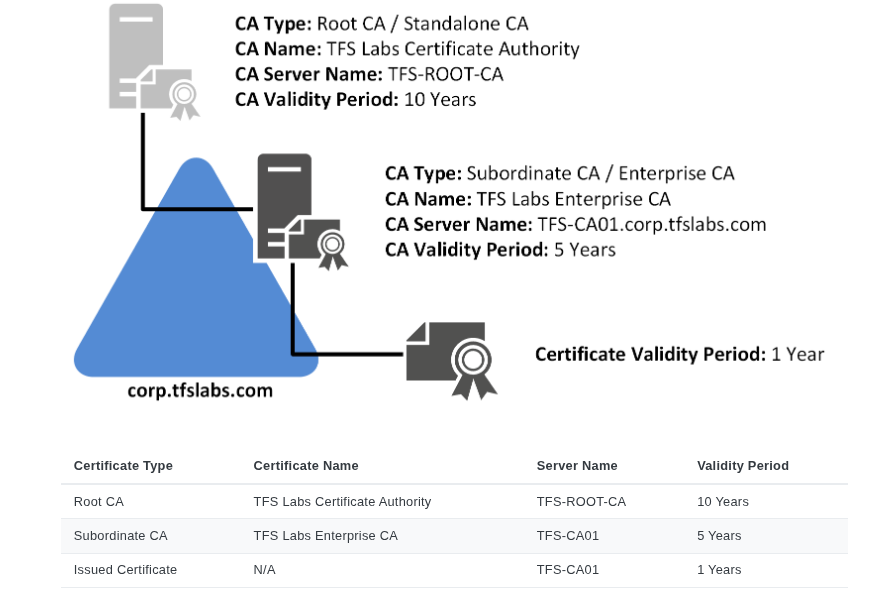 CA Type: Root CA / Standalone CA
CA Name: TFS Labs Certificate Authority
CA Server Name: TFS-ROOT-CA
CA Validity Period: 10 Years
CA Type: Subordinate CA / Enterprise CA
CA Name: TFS Labs Enterprise CA
CA Server Name: TFS-CA01.corp.tfslabs.com
CA Validity Period: 5 Years
Certificate Validity Period: 1 Year
corp.tfslabs.com
Certificate Type Certificate Name Server Name Validity Period
Root CA TFS Labs Certificate Authority TFS-ROOT-CA 10 Years
Subordinate CA TFS Labs Enterprise CA TFS-CA01 5 Years
Issued Certificate N/A TFS-CA01 1 Years